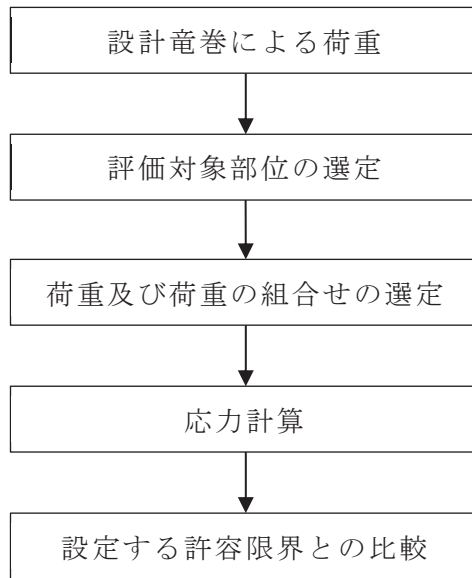 設計竜巻による荷重
評価対象部位の選定
荷重及び荷重の組合せの選定
応力計算
設定する許容限界との比較